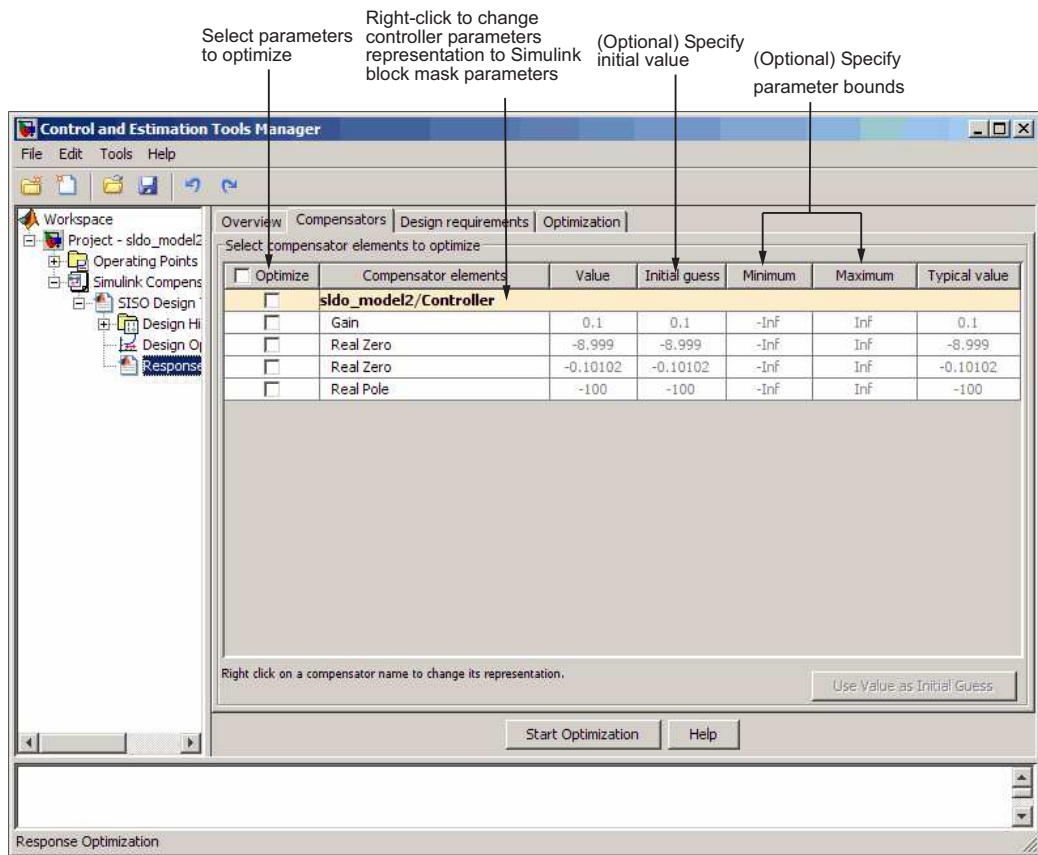 Select parameters
to optimize
Right-click to change
controller parameters
representation to Simulink
block mask parameters
(Optional) Specify
initial value
(Optional) Specify
parameter bounds
Control and Estimation Tools Manager
File Edit Tools Help
Workspace
Project - sldo_model2
Operating Points
Simulink Compens
SISO Design
Design Hi
Design Op
Response
Overview Compensators Design requirements Optimization
Select compensator elements to optimize
Optimize Compensator elements Value Initial guess Minimum Maximum Typical value
sldo_model2/Controller
Gain 0.1 0.1 -Inf Inf 0.1
Real Zero -8.999 -8.999 -Inf Inf -8.999
Real Zero -0.10102 -0.10102 -Inf Inf -0.10102
Real Pole -100 -100 -Inf Inf -100
Right click on a compensator name to change its representation.
Use Value as Initial Guess
Start Optimization Help
Response Optimization